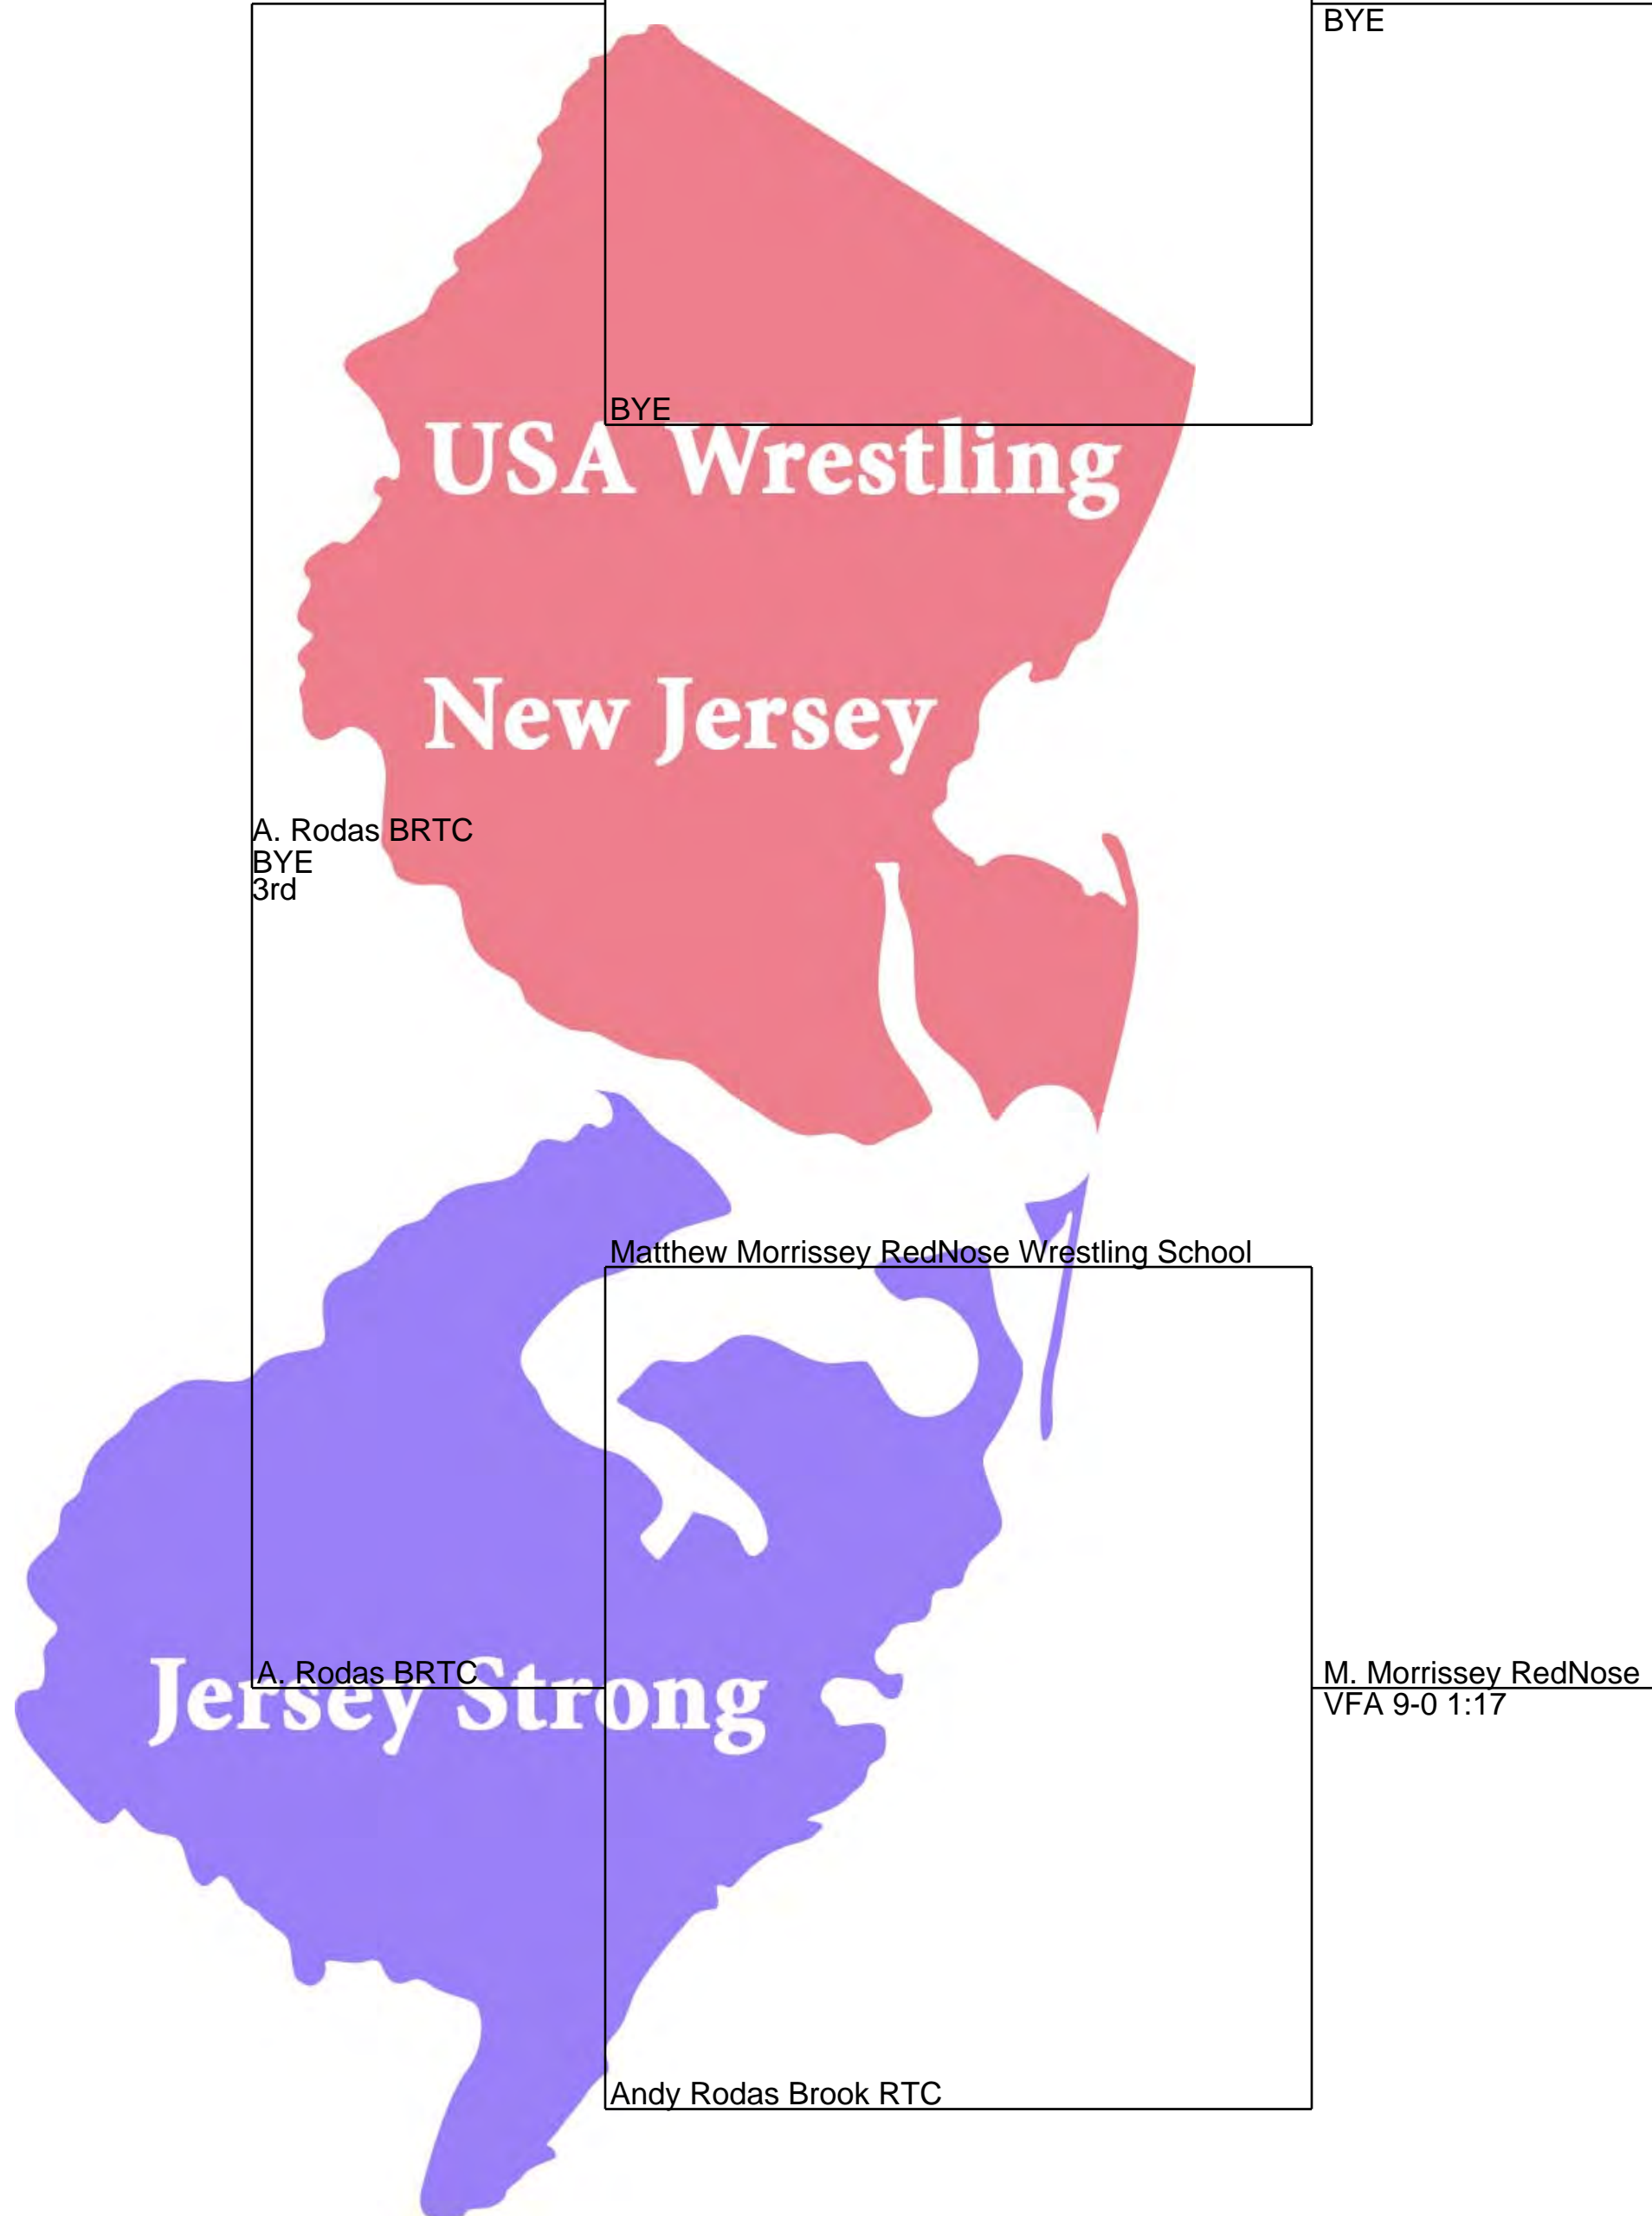 BYE
BYE
USA Wrestling
New Jersey
A. Rodas BRTC
BYE
3rd
Matthew Morrissey RedNose Wrestling School
A. Rodas BRTC
Jersey Strong
M. Morrissey RedNose
VFA 9-0 1:17
Andy Rodas Brook RTC